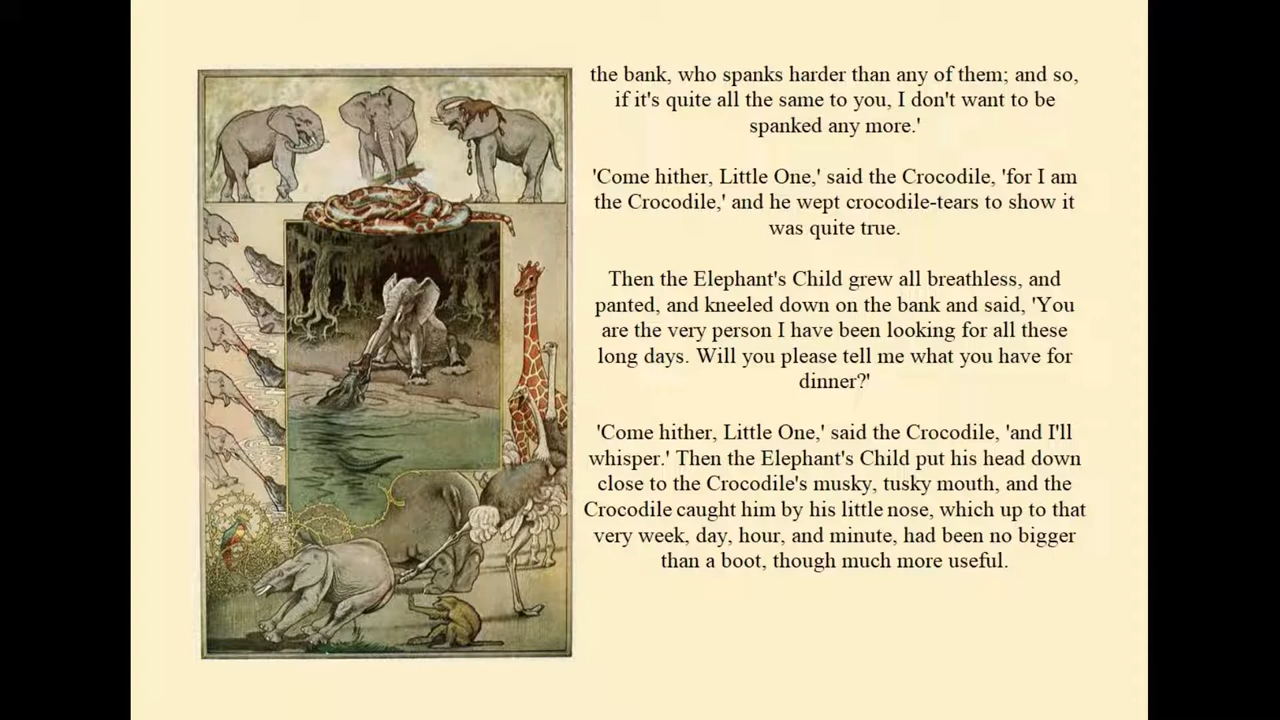 the bank, who spanks harder than any of them; and so,
if it's quite all the same to you, I don't want to be
spanked any more.'
'Come hither, Little One,' said the Crocodile, 'for I am
the Crocodile,' and he wept crocodile-tears to show it
was quite true.
Then the Elephant's Child grew all breathless, and
panted, and kneeled down on the bank and said, 'You
are the very person I have been looking for all these
long days. Will you please tell me what you have for
dinner?'
'Come hither, Little One,' said the Crocodile, 'and I'll
whisper.' Then the Elephant's Child put his head down
close to the Crocodile's musky, tusky mouth, and the
Crocodile caught him by his little nose, which up to that
very week, day, hour, and minute, had been no bigger
than a boot, though much more useful.